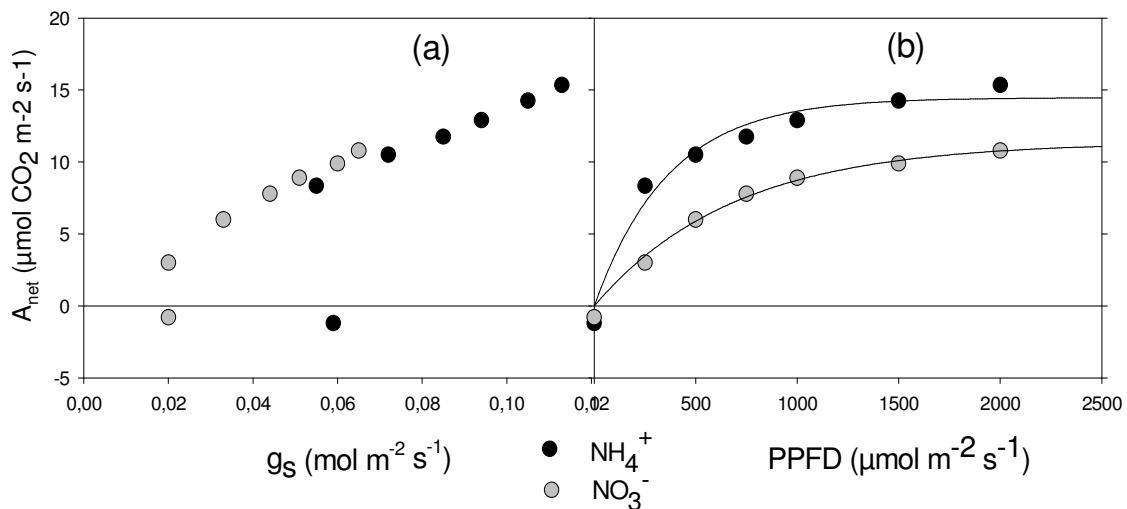 20
(a)
(b)
15
10
5
0
-5
A_net (µmol CO₂ m-2 s-1)
0,00 0,02 0,04 0,06 0,08 0,10 0,12
0 500 1000 1500 2000 2500
g_S (mol m⁻² s⁻¹)
PPFD (µmol m⁻² s⁻¹)
NH₄⁺
NO₃⁻